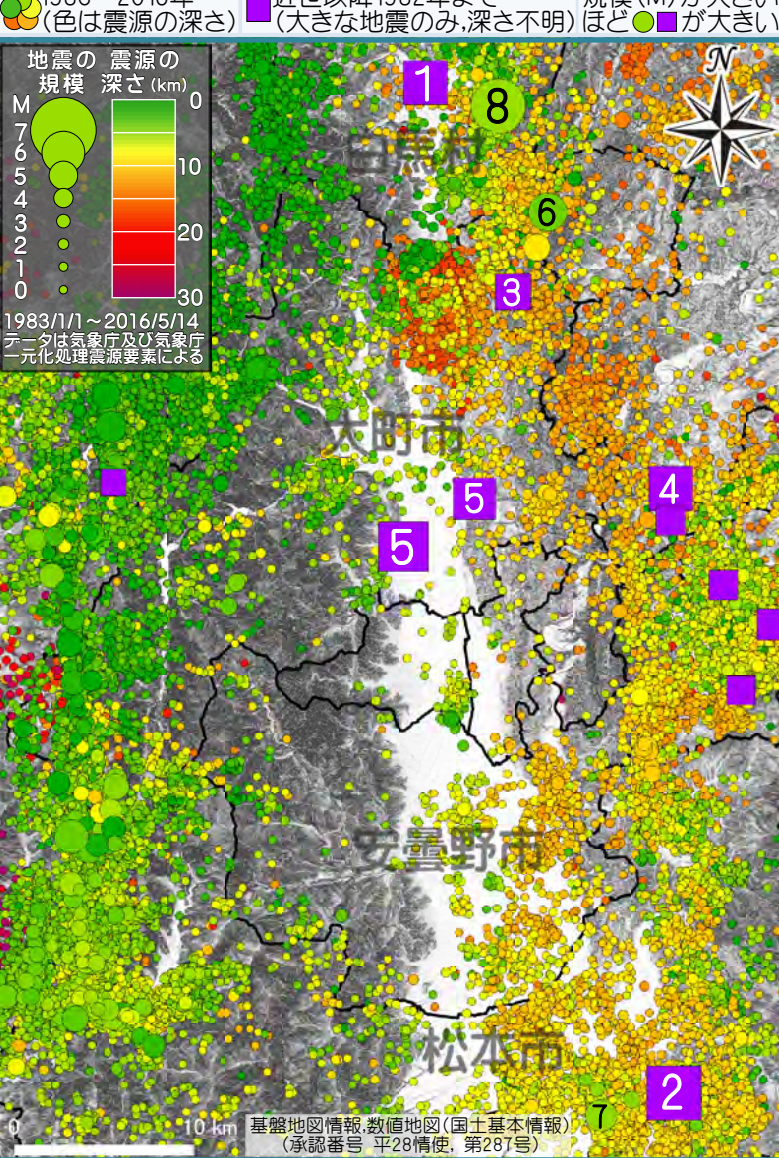 (色は震源の深さ)
(大きな地震のみ,深さ不明)
ほど
が大きい
地震の
規模
震源の
深さ(km)
M
7
6
5
4
3
2
1
0
0
10
20
30
1983/1/1～2016/5/14
データは気象庁及び気象庁
一元化処理震源要素による
N
1
8
白馬村
6
3
大町市
5
4
5
安曇野市
松本市
2
7
0
10 km
基盤地図情報,数値地図(国土基本情報)
(承認番号 平28情使, 第287号)